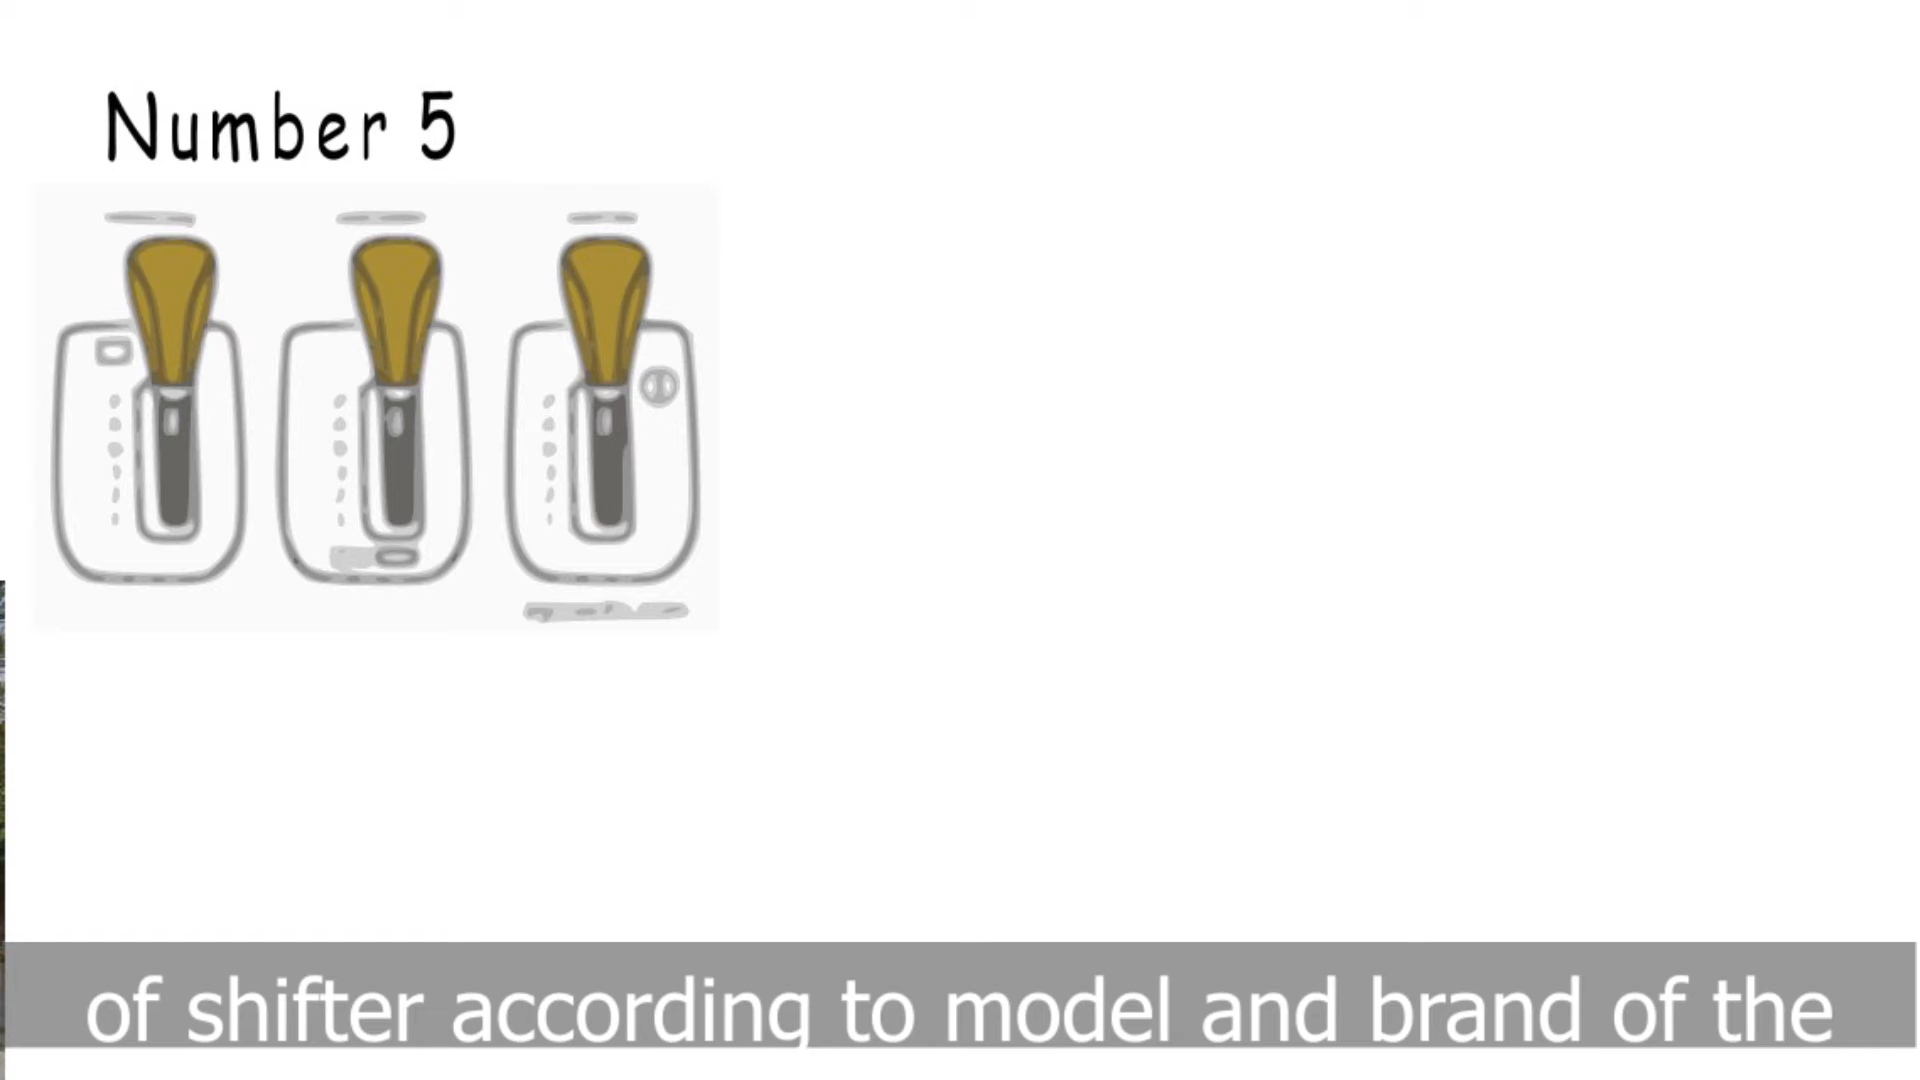 Number 5
of shifter according to model and brand of the